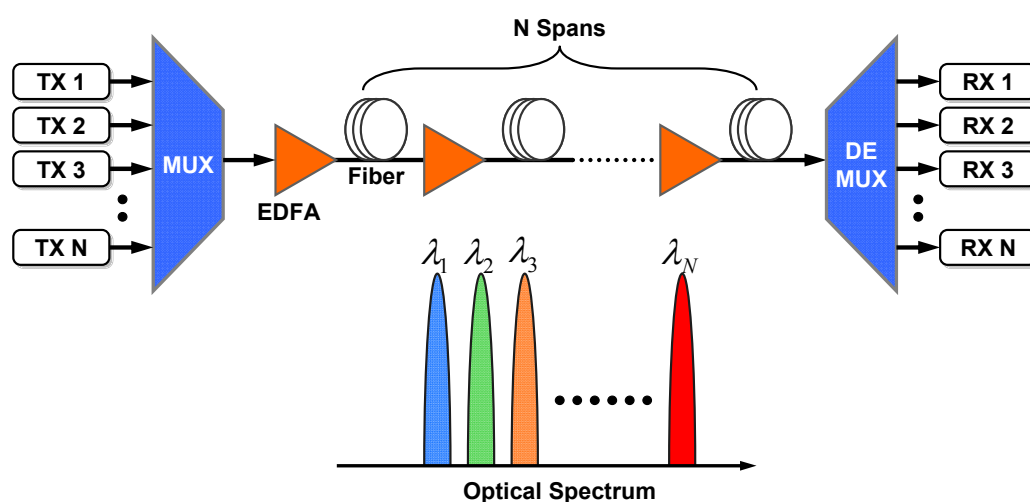 N Spans
TX 1
TX 2
TX 3
TX N
MUX
EDFA
Fiber
DE
MUX
RX 1
RX 2
RX 3
RX N
λ1
λ2
λ3
λN
Optical Spectrum